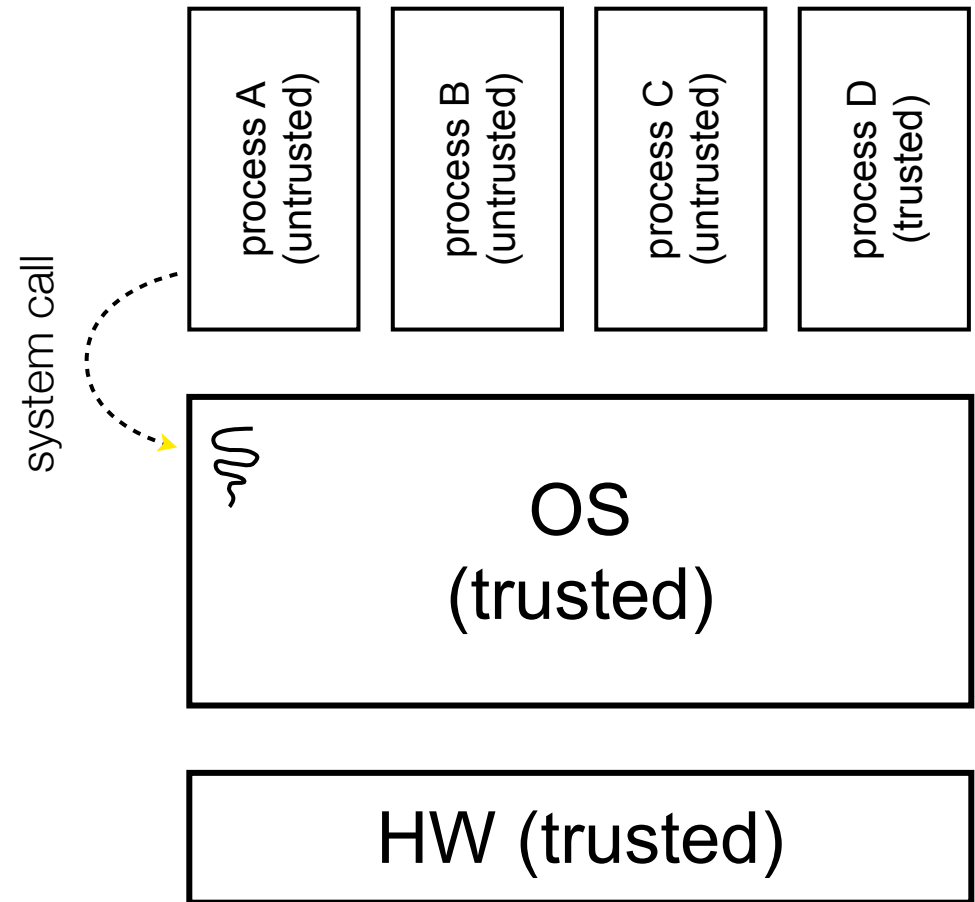 process A
(untrusted)
process B
(untrusted)
process C
(untrusted)
process D
(trusted)
system call
OS
(trusted)
HW (trusted)